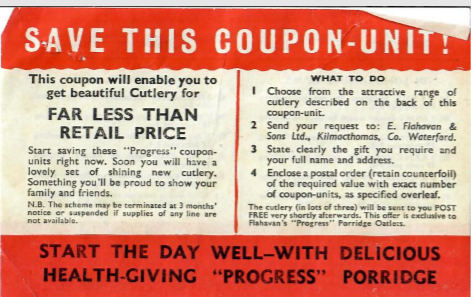 SAVE THIS COUPON-UNIT!
This coupon will enable you to
get beautiful Cutlery for
FAR LESS THAN
RETAIL PRICE
Start saving these "Progress" coupon-
units right now. Soon you will have a
lovely set of shining new cutlery.
Something you'll be proud to show your
family and friends.
N.B. The scheme may be terminated at 3 months'
notice or suspended if supplies of any line are
not available.
WHAT TO DO
1 Choose from the attractive range of
cutlery described on the back of this
coupon-unit.
2 Send your request to: E. Flahavan &
Sons Ltd., Kilmacthomas, Co. Waterford.
3 State clearly the gift you require and
your full name and address.
4 Enclose a postal order (retain counterfoil)
of the required value with exact number
of coupon-units, as specified overleaf.
The cutlery (in lots of three) will be sent to you POST
FREE very shortly afterwards. This offer is exclusive to
Flahavan's "Progress" Porridge Oatlets.
START THE DAY WELL—WITH DELICIOUS
HEALTH-GIVING "PROGRESS" PORRIDGE